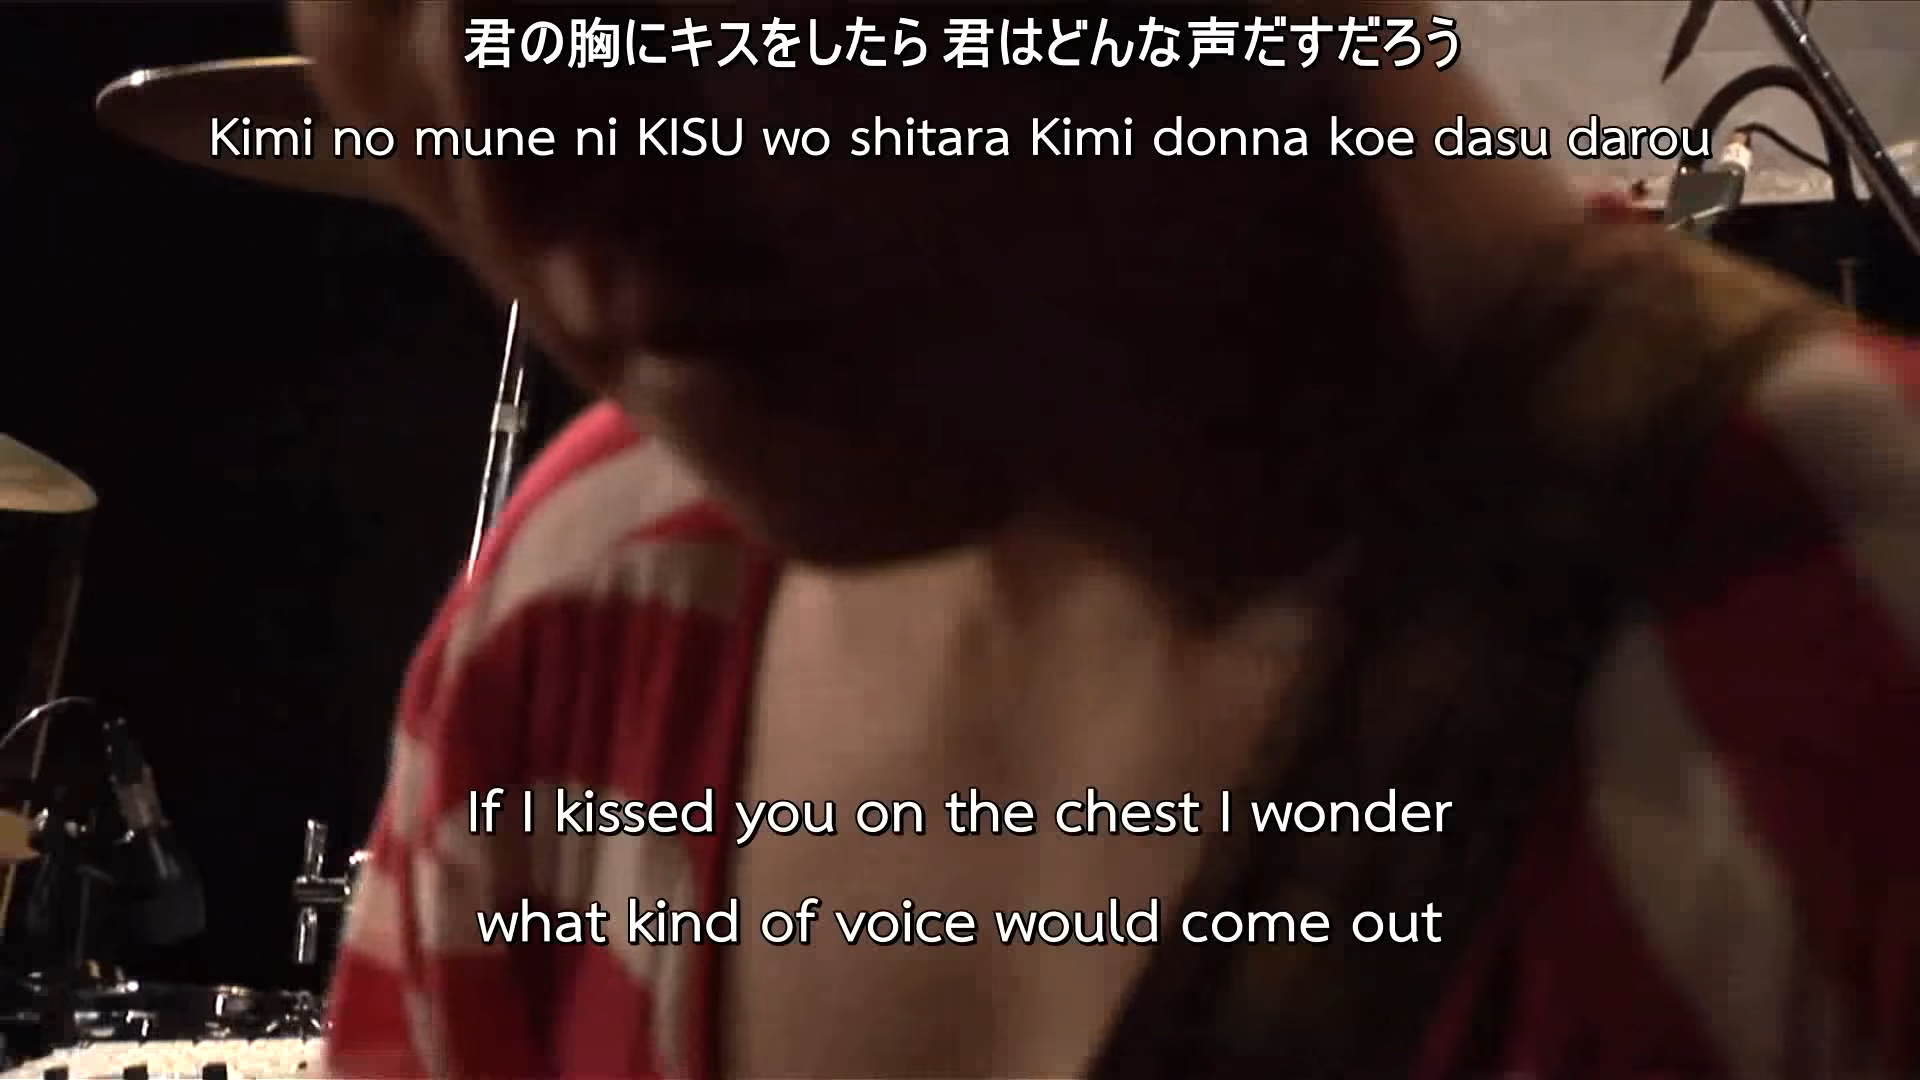 君の胸にキスをしたら 君はどんな声だすだろう
Kimi no mune ni KISU wo shitara Kimi donna koe dasu darou
If I kissed you on the chest I wonder
what kind of voice would come out